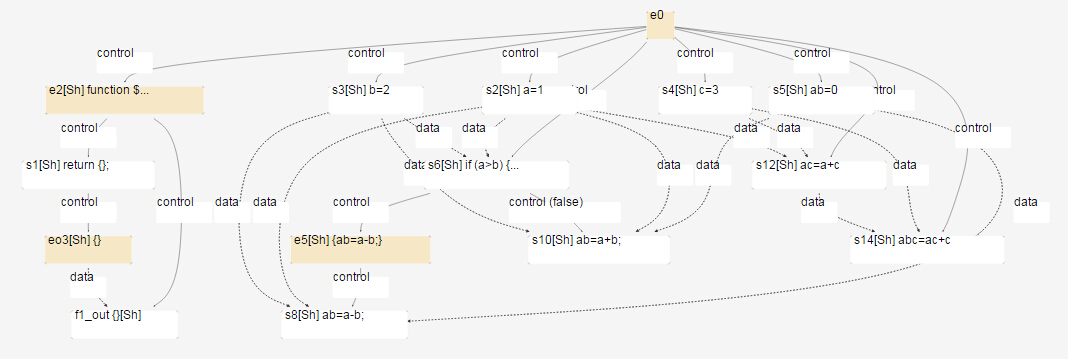 e0
control
control
control
control
control
e2[Sh] function $...
s3[Sh] b=2
s2[Sh] a=1
s4[Sh] c=3
s5[Sh] ab=0
control
data
data
data
data
control
s1[Sh] return {};
s6[Sh] if (a>b) {...
data
data
s12[Sh] ac=a+c
data
control
control
data
data
control
control (false)
data
data
eo3[Sh] {}
e5[Sh] {ab=a-b;}
s10[Sh] ab=a+b;
s14[Sh] abc=ac+c
data
control
f1_out {}[Sh]
s8[Sh] ab=a-b;